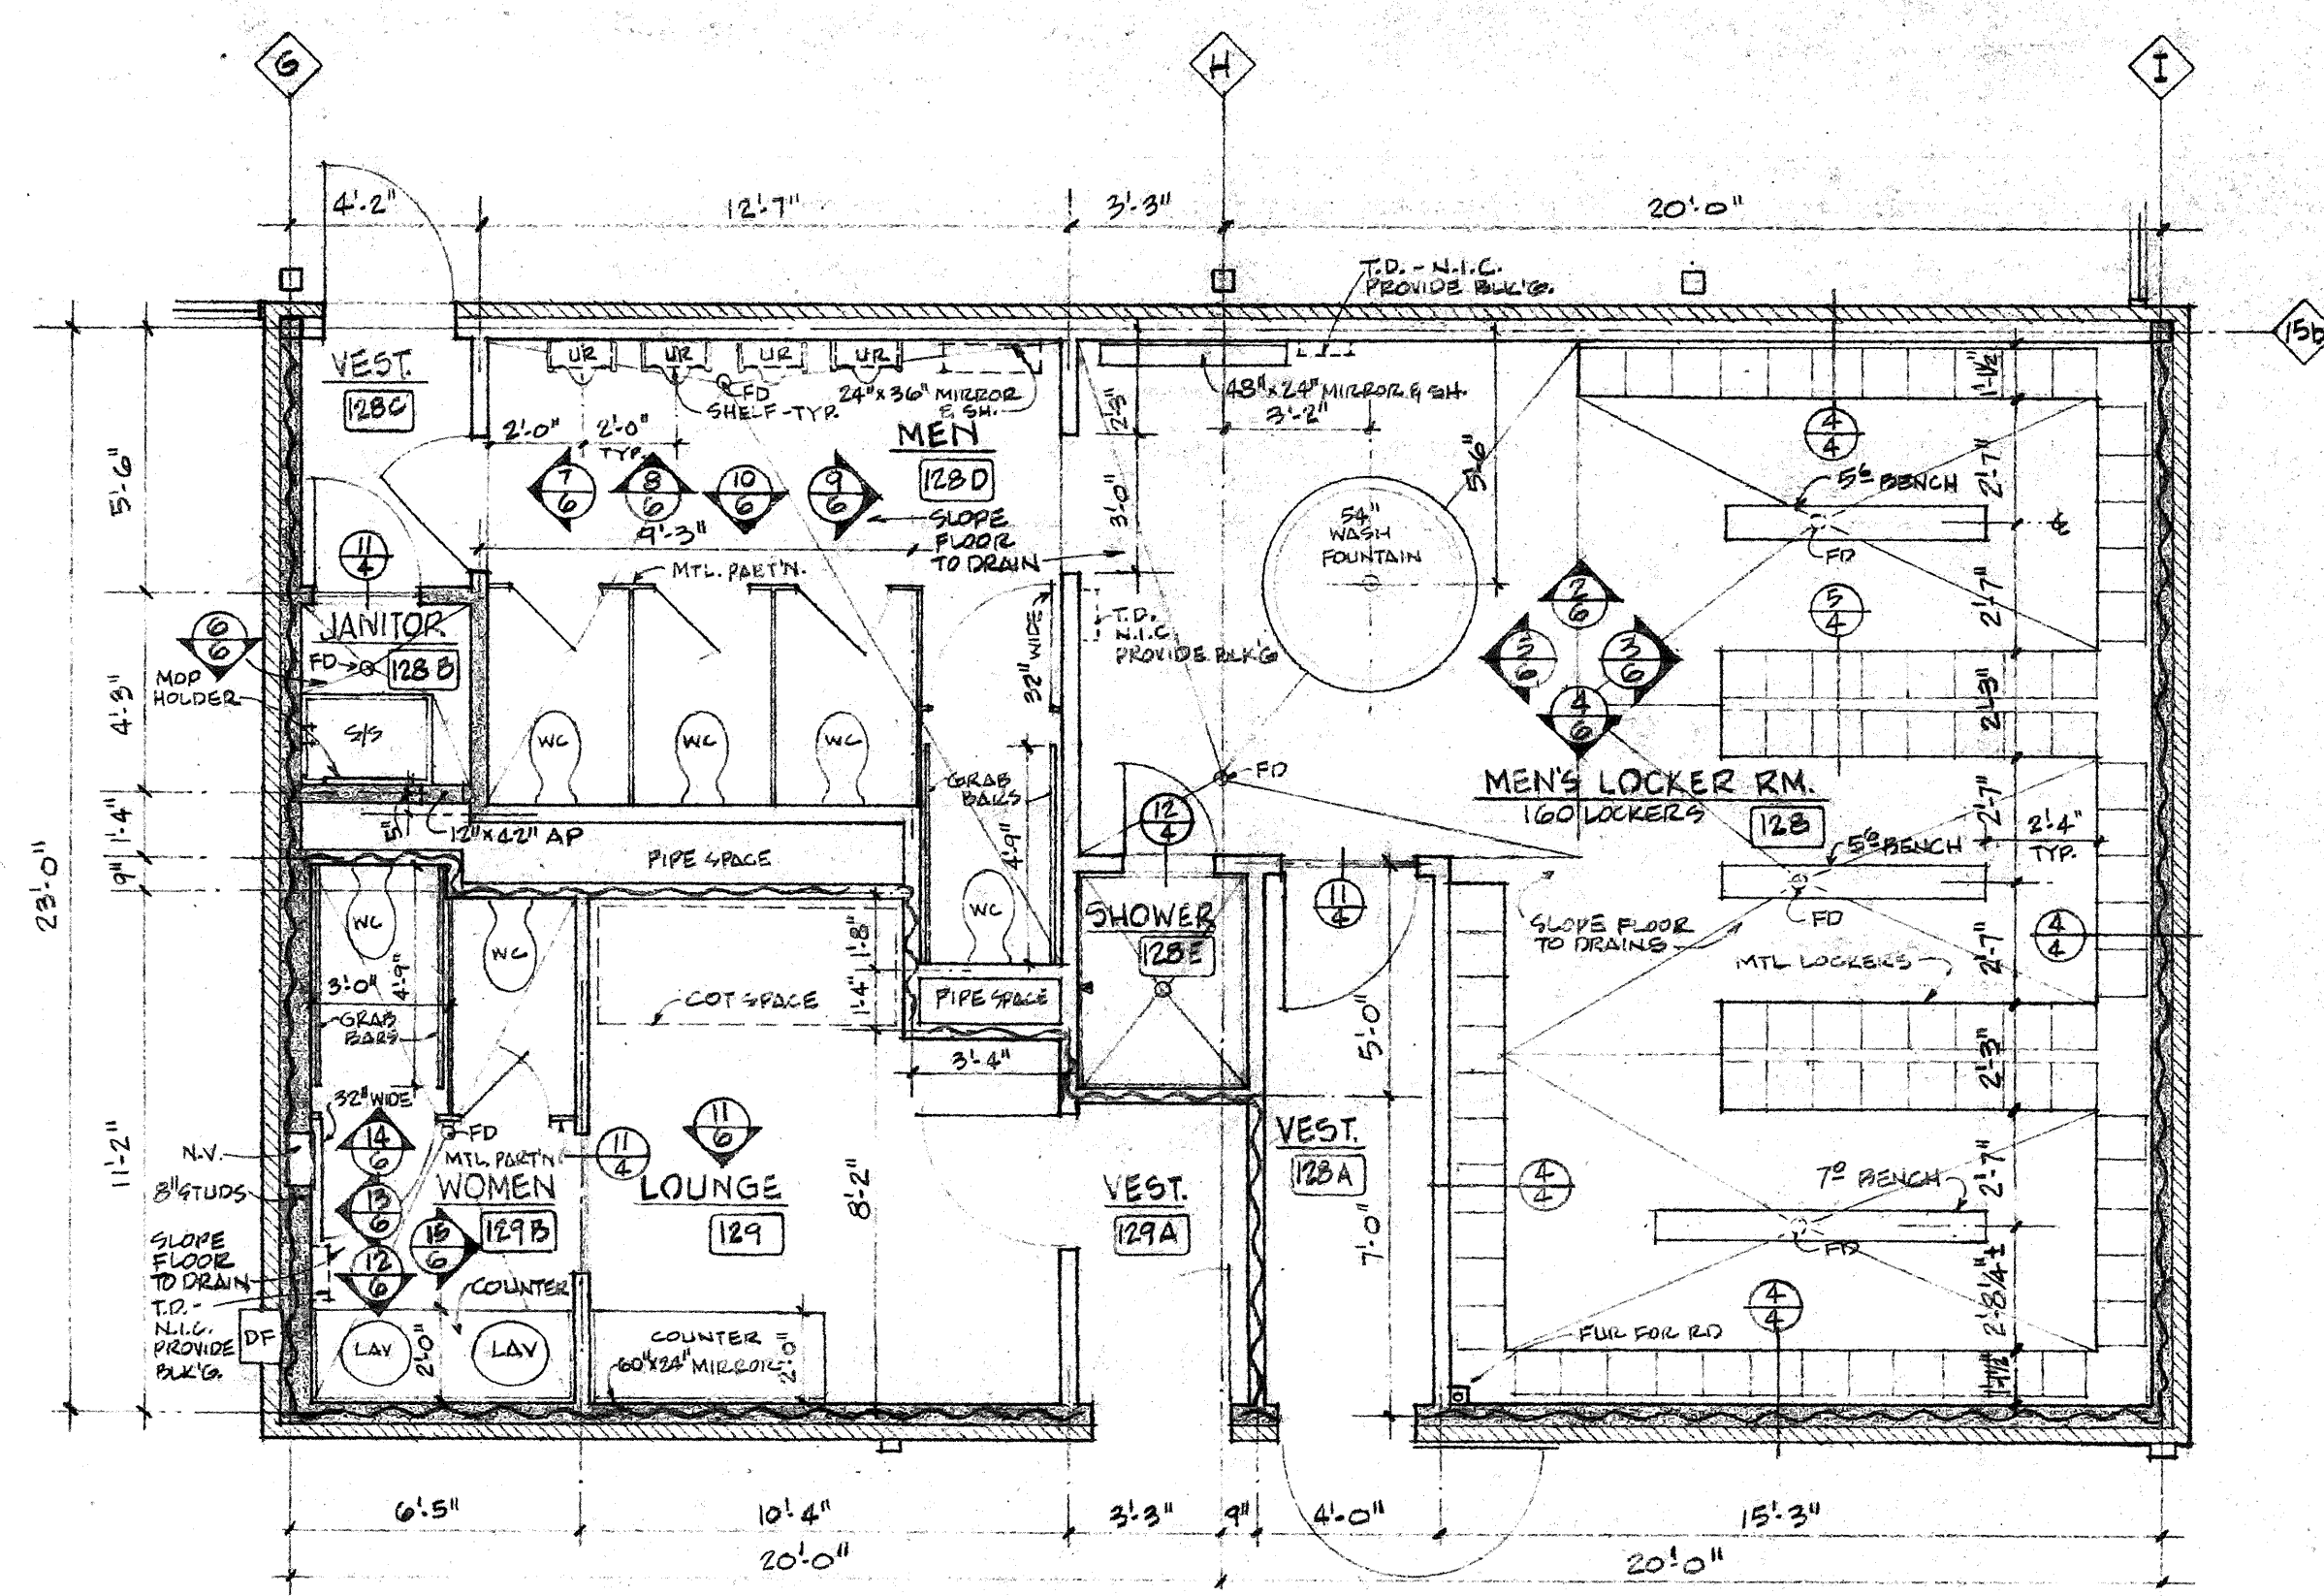 G
H
I
4'-2"
12'-7"
3'-3"
20'-0"
T.D. - N.I.C.
PROVIDE BLK'G.
15b
VEST.
128C
UR
UR
UR
UR
FD
SHELF-TYP.
24"x36" MIRROR
& SH.
48"x24" MIRROR & SH.
3'-2"
2'-0"
2'-0"
TYP.
MEN
128D
7
6
8
6
10
6
9
6
SLOPE
FLOOR
TO DRAIN
9'-3"
MTL. PART'N.
3'-0"
5'-6"
54"
WASH
FOUNTAIN
1'-1½"
4
4
5⁶ BENCH
FD
2'-7"
℄
5
4
2'-7"
5'-6"
11
4
6
6
JANITOR
128B
FD
MOP
HOLDER
S/S
4'-3"
WC
WC
WC
32" WIDE
T.D.
N.I.C.
PROVIDE BLK'G
2
6
3
6
4
6
2'-3"
FD
MEN'S LOCKER RM.
160 LOCKERS
128
GRAB
BARS
4'-9"
12
4
5"
12"x42" AP
PIPE SPACE
1'-4"
9"
23'-0"
2'-7"
5⁶ BENCH
2'-4"
TYP.
FD
WC
WC
WC
SHOWER
128E
11
4
SLOPE FLOOR
TO DRAINS
4
4
2'-7"
MTL LOCKERS
3'-0"
4'-9"
GRAB
BARS
COT SPACE
1'-8"
1'-4"
PIPE SPACE
3'-4"
5'-0"
2'-3"
32" WIDE
14
6
FD
MTL. PART'N
11
4
11
6
N.V.
8" STUDS
11'-2"
13
6
WOMEN
129B
LOUNGE
129
8'-2"
VEST.
129A
VEST.
128A
4
4
7⁰ BENCH
2'-7"
FD
SLOPE
FLOOR
TO DRAIN
T.D.-
N.I.C.
PROVIDE
BLK'G.
15
6
12
6
COUNTER
7'-0"
4
4
2'-8¼"±
DF
LAV
LAV
2'-0"
COUNTER
60"x24" MIRROR
2'-0"
FUR FOR RD
1'-1½"
6'-5"
10'-4"
3'-3"
9"
4'-0"
15'-3"
20'-0"
20'-0"